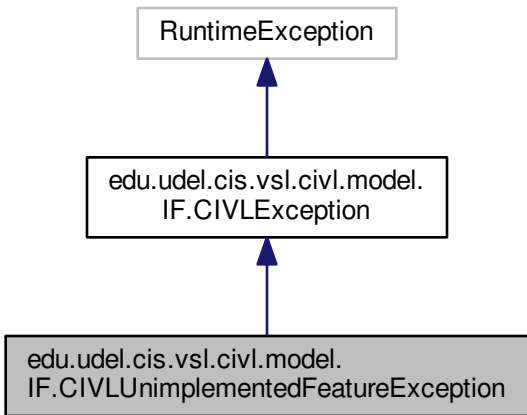 RuntimeException
edu.udel.cis.vsl.civl.model.
IF.CIVLException
edu.udel.cis.vsl.civl.model.
IF.CIVLUnimplementedFeatureException